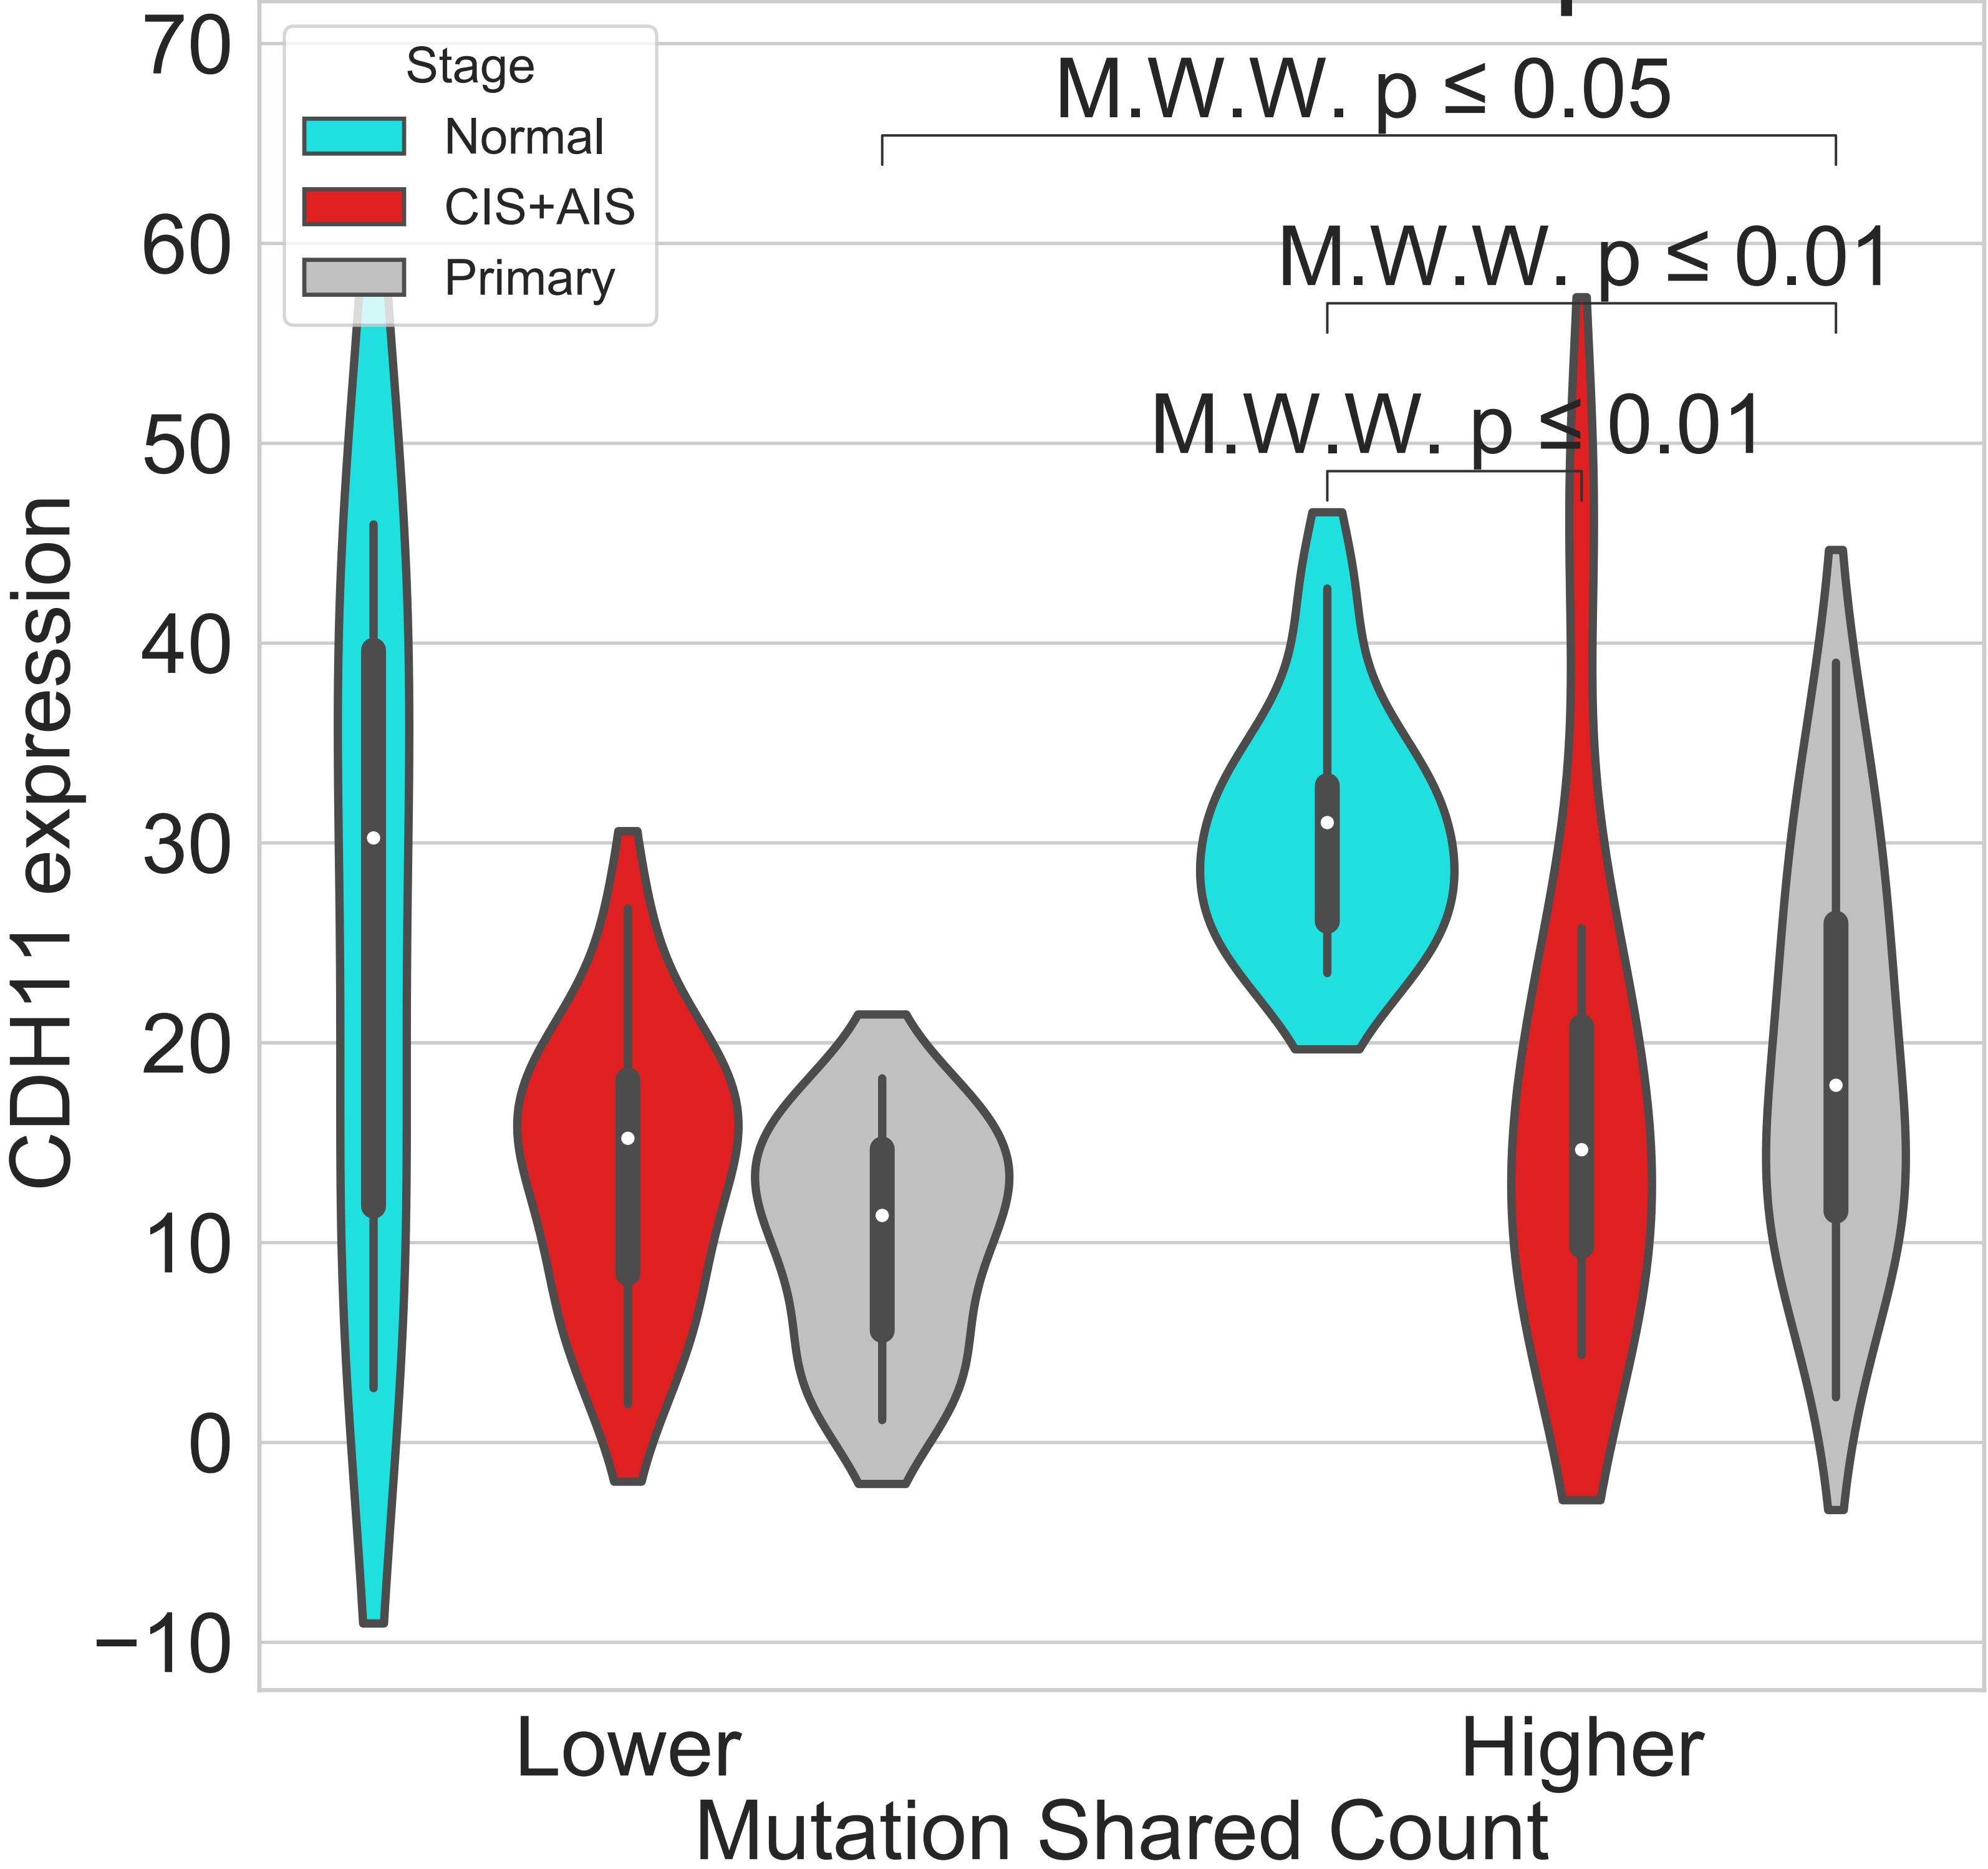 70
60
50
40
30
20
10
0
−10
CDH11 expression
Stage
Normal
CIS+AIS
Primary
M.W.W. p ≤ 0.05
M.W.W. p ≤ 0.01
M.W.W. p ≤ 0.01
Lower
Higher
Mutation Shared Count